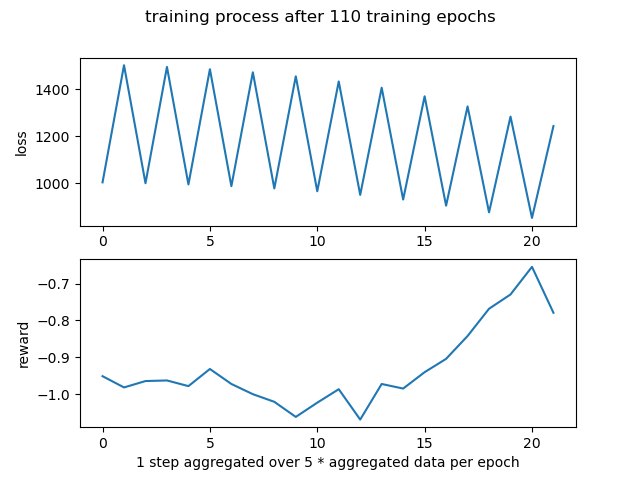 training process after 110 training epochs
1400
1200
1000
loss
0 5 10 15 20
−0.7
−0.8
−0.9
−1.0
reward
0 5 10 15 20
1 step aggregated over 5 * aggregated data per epoch